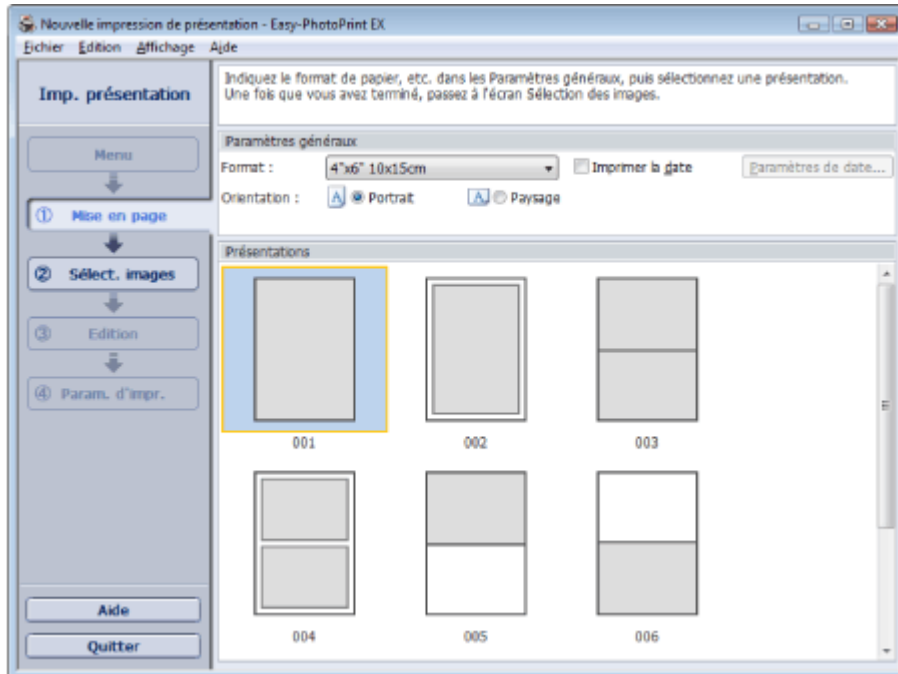 Nouvelle impression de présentation - Easy-PhotoPrint EX
Fichier Edition Affichage Aide
Imp. présentation
Indiquez le format de papier, etc. dans les Paramètres généraux, puis sélectionnez une présentation.
Une fois que vous avez terminé, passez à l'écran Sélection des images.
Menu
① Mise en page
② Sélect. images
③ Edition
④ Param. d'impr.
Aide
Quitter
Paramètres généraux
Format : 4"x6" 10x15cm Imprimer la date Paramètres de date...
Orientation : A Portrait A Paysage
Présentations
001 002 003
004 005 006